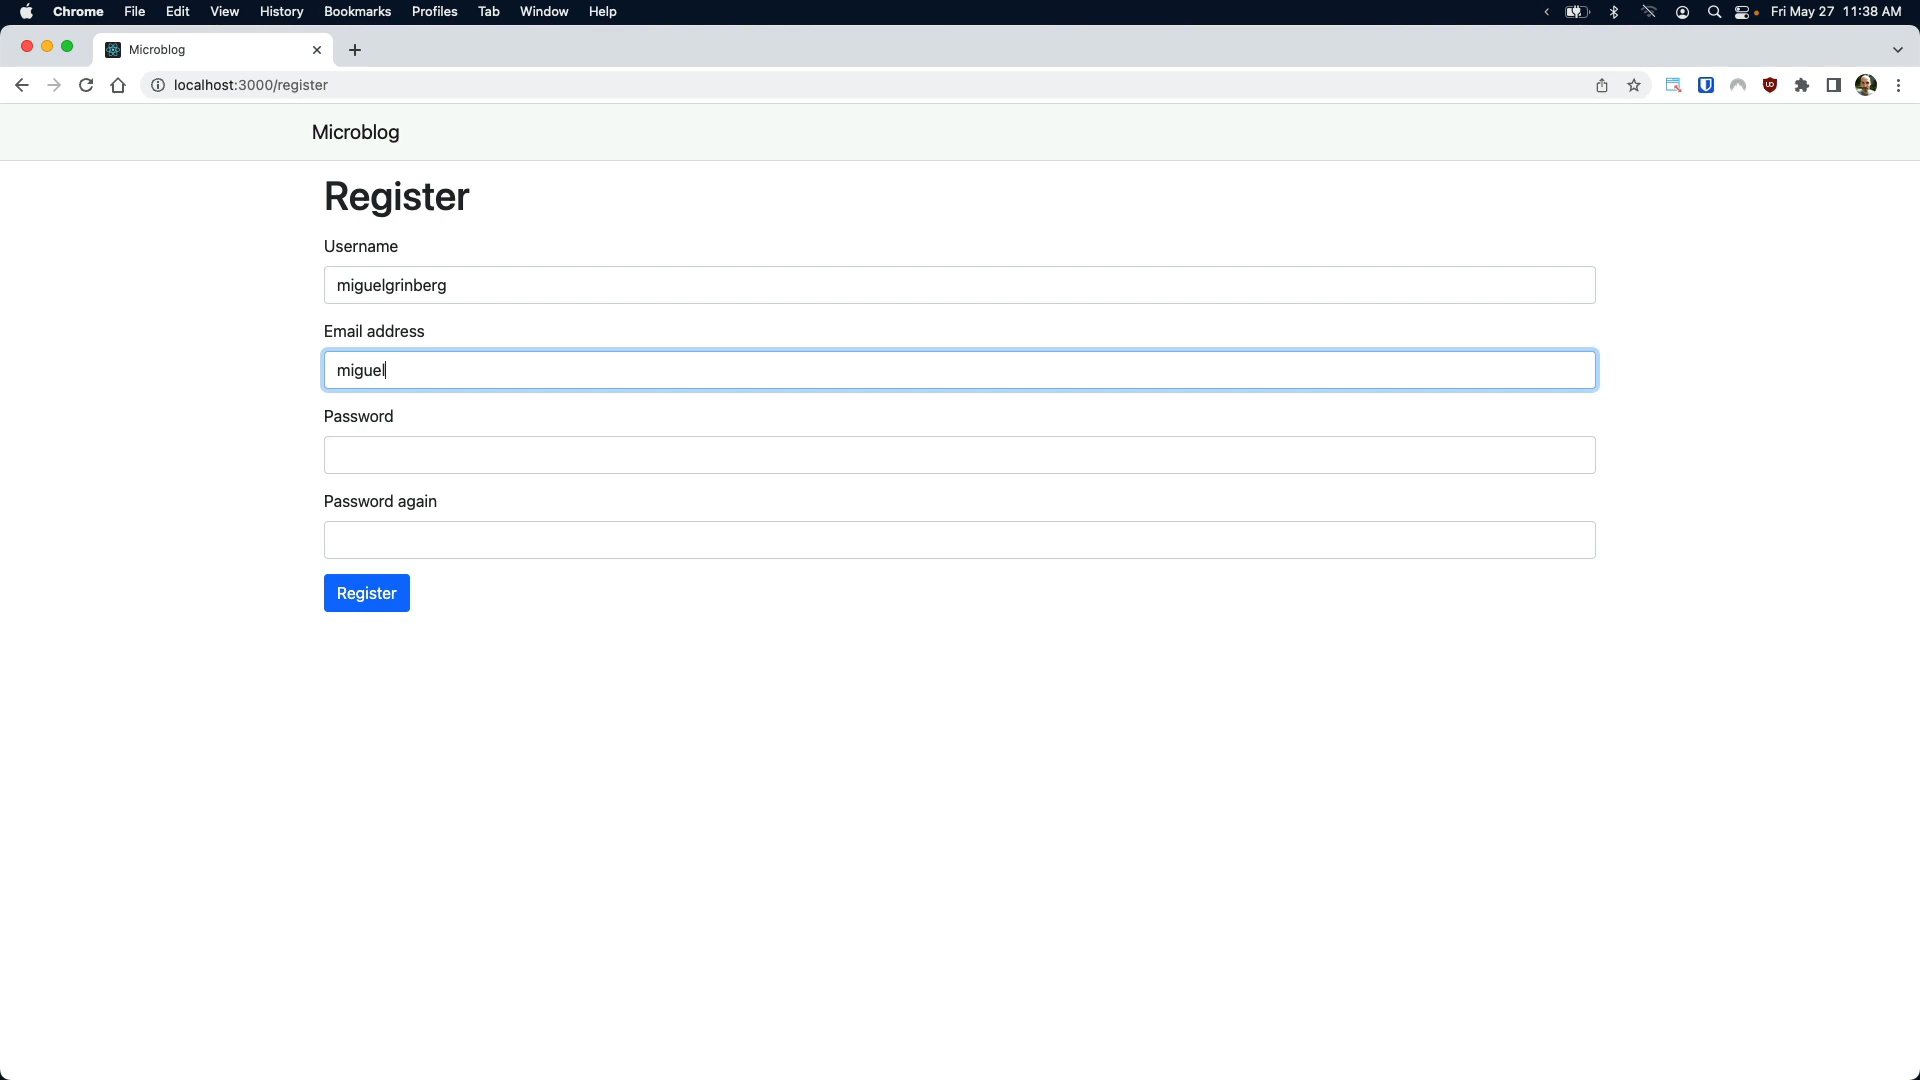 Chrome File Edit View History Bookmarks Profiles Tab Window Help Fri May 27 11:38 AM
Microblog
localhost:3000/register
Microblog
Register
Username
miguelgrinberg
Email address
miguel
Password
Password again
Register